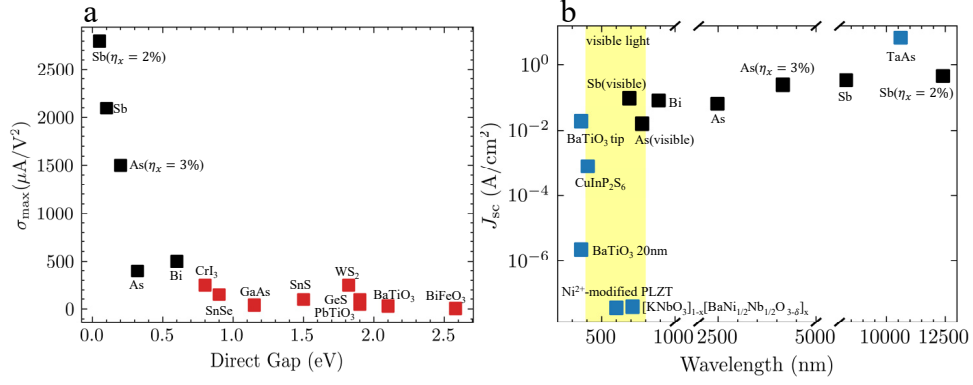 a
σmax(μA/V²)
2500
2000
1500
1000
500
0
Sb(ηx = 2%)
Sb
As(ηx = 3%)
As
Bi
CrI3
SnSe
GaAs
SnS
WS2
GeS
PbTiO3
BaTiO3
BiFeO3
0.0 0.5 1.0 1.5 2.0 2.5
Direct Gap (eV)
b
Jsc (A/cm²)
10⁰
10⁻²
10⁻⁴
10⁻⁶
visible light
TaAs
As(ηx = 3%)
Sb(visible)
Bi
As
Sb
Sb(ηx = 2%)
BaTiO3 tip
As(visible)
CuInP2S6
BaTiO3 20nm
Ni²⁺-modified PLZT
[KNbO3]1-x[BaNi1/2Nb1/2O3-δ]x
500 1000 2500 5000 10000 12500
Wavelength (nm)